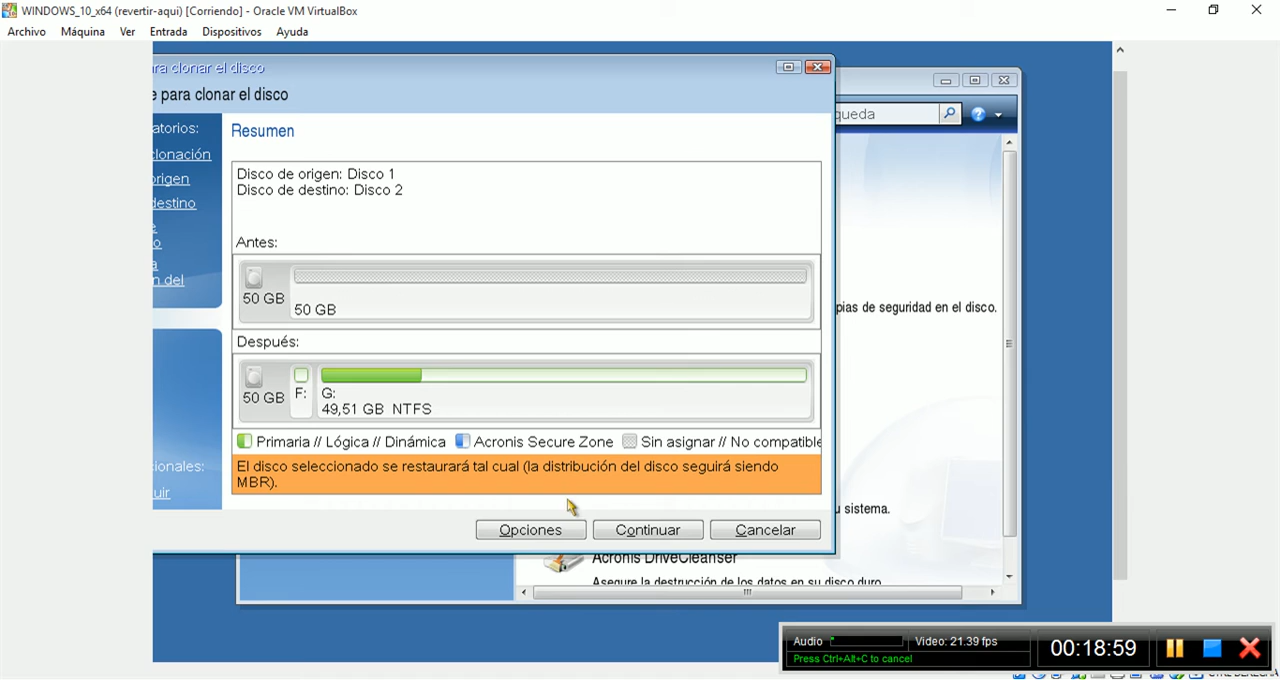 WINDOWS_10_x64 (revertir-aqui) [Corriendo] - Oracle VM VirtualBox
Archivo Máquina Ver Entrada Dispositivos Ayuda
ra clonar el disco
e para clonar el disco
queda
atorios:
clonación
origen
destino
e
o
a
n del
cionales:
uir
Resumen
Disco de origen: Disco 1
Disco de destino: Disco 2
Antes:
50 GB
50 GB
Después:
50 GB
F:
G:
49,51 GB NTFS
Primaria // Lógica // Dinámica Acronis Secure Zone Sin asignar // No compatible
El disco seleccionado se restaurará tal cual (la distribución del disco seguirá siendo
MBR).
Opciones Continuar Cancelar
pias de seguridad en el disco.
u sistema.
Acronis DriveCleanser
Asegure la destrucción de los datos en su disco duro
Audio Video: 21.39 fps
Press Ctrl+Alt+C to cancel
00:18:59